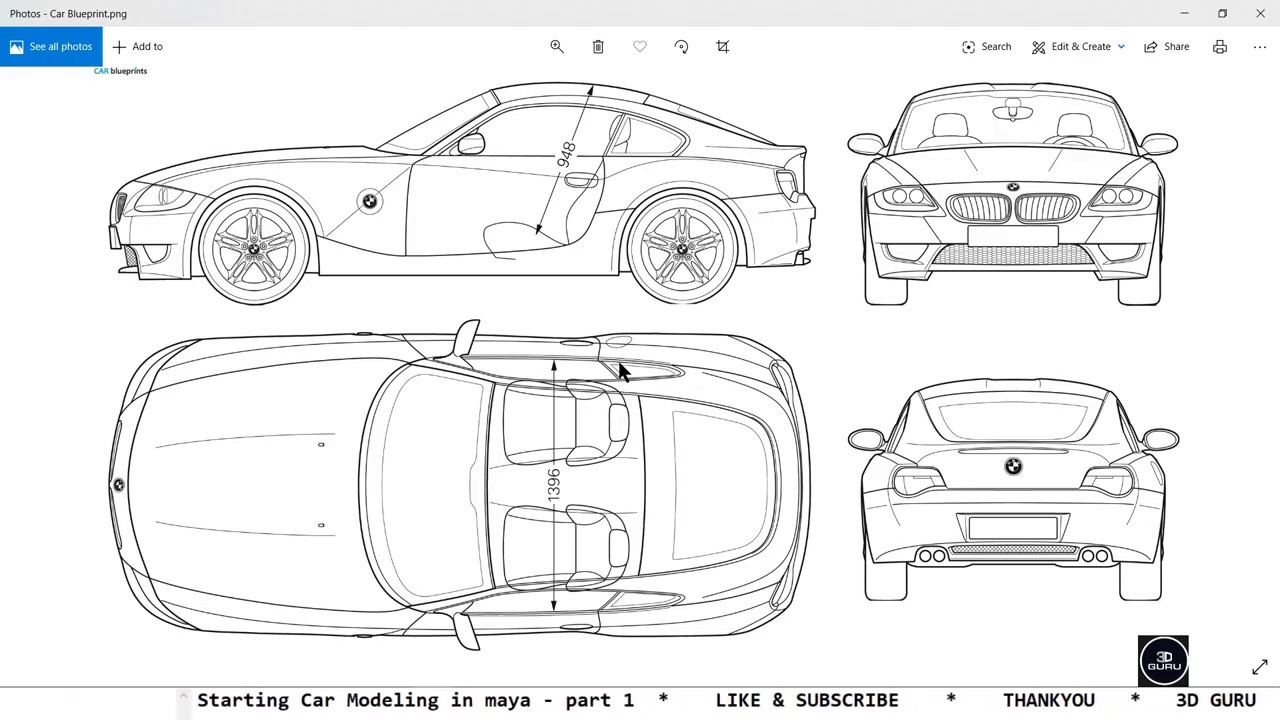 Photos - Car Blueprint.png
See all photos
Add to
Search
Edit & Create
Share
CAR blueprints
948
1396
3D
GURU
Starting Car Modeling in maya - part 1 * LIKE & SUBSCRIBE * THANKYOU * 3D GURU